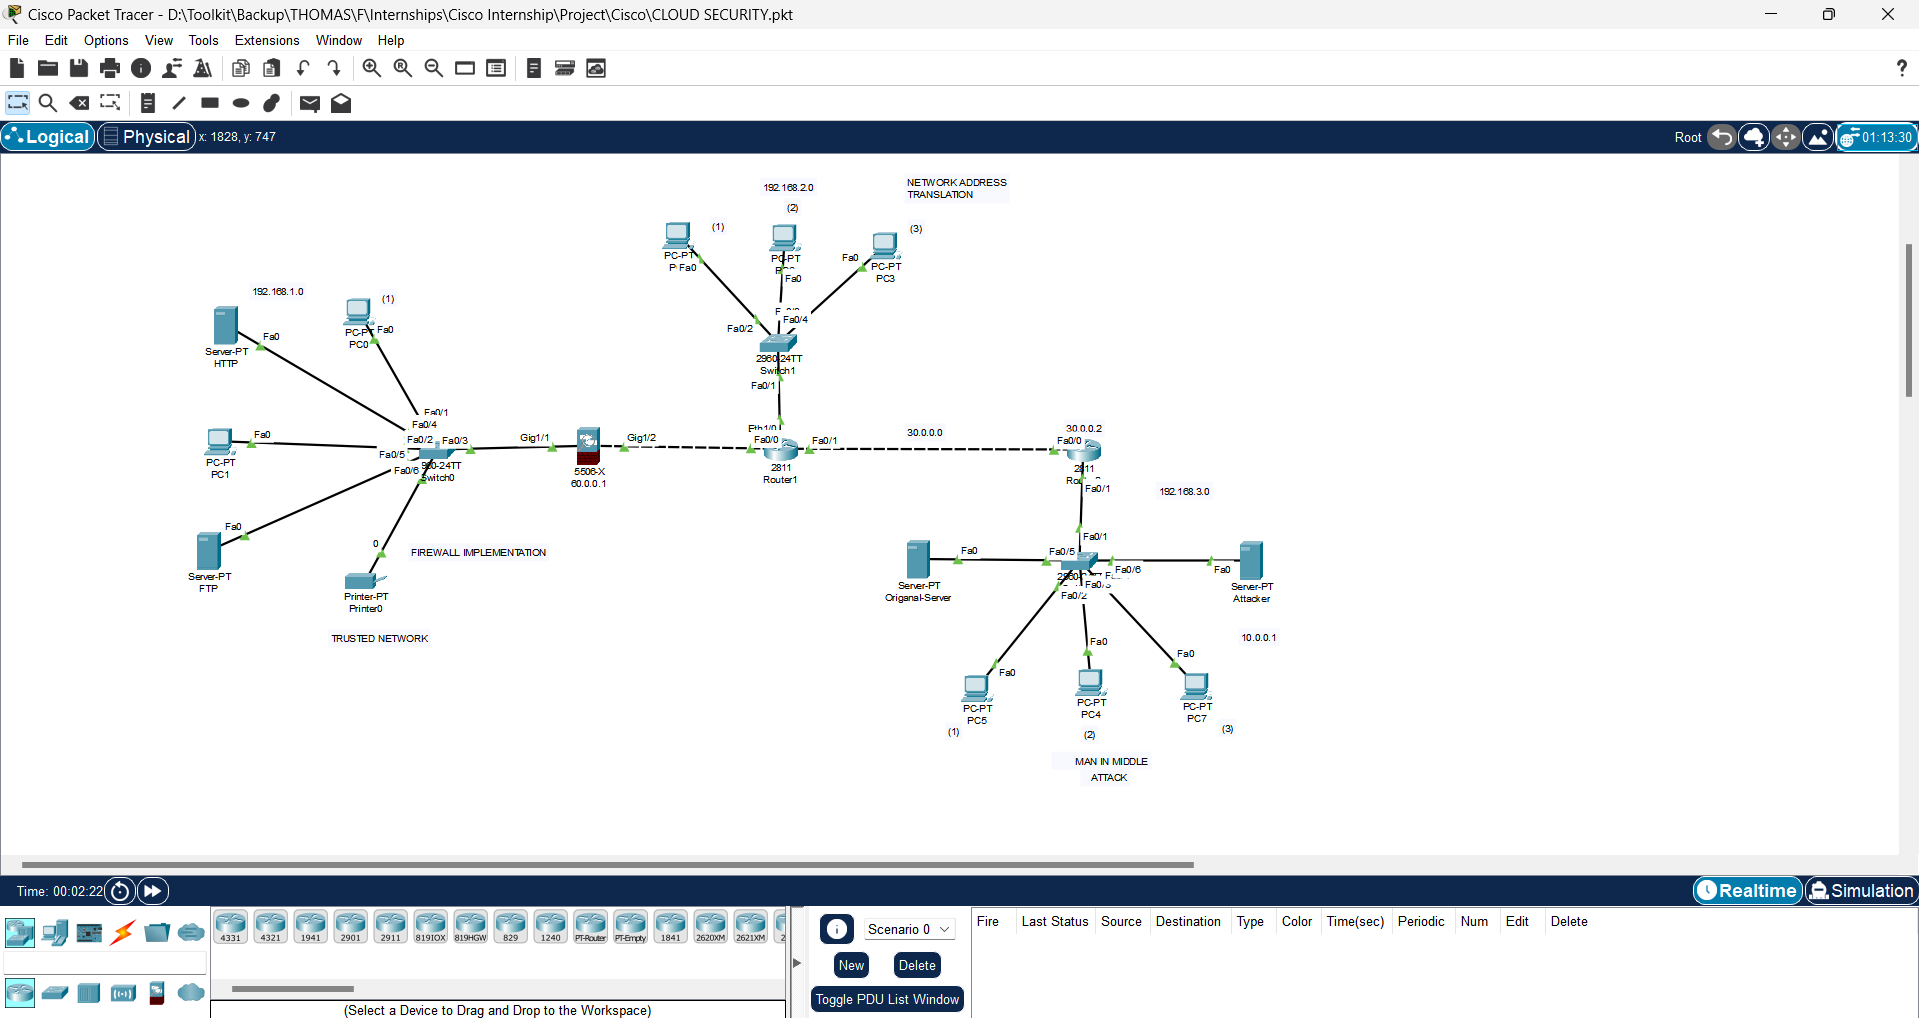 Cisco Packet Tracer - D:\Toolkit\Backup\THOMAS\F\Internships\Cisco Internship\Project\Cisco\CLOUD SECURITY.pkt
File Edit Options View Tools Extensions Window Help
Logical Physical x: 1828, y: 747 Root 01:13:30
192.168.2.0
NETWORK ADDRESS
TRANSLATION
(2)
(1)
(3)
PC-PT
Fa0
PC-PT
Fa0
Fa0
PC-PT
PC3
Fa0/2
Fa0/4
2960-24TT
Switch1
Fa0/1
192.168.1.0
(1)
Fa0
Server-PT
HTTP
Fa0
PC-PT
PC0
Fa0/1
Fa0/4
Fa0/2
Fa0/3
Fa0/5
Fa0/6
Switch0
Fa0
PC-PT
PC1
Fa0
Server-PT
FTP
0
Printer-PT
Printer0
FIREWALL IMPLEMENTATION
TRUSTED NETWORK
Gig1/1
Gig1/2
5506-X
60.0.0.1
Eth1/0
Fa0/0
Fa0/1
2811
Router1
30.0.0.0
30.0.0.2
Fa0/0
2811
Fa0/1
192.168.3.0
Fa0/1
Fa0
Fa0/5
Fa0/6
Fa0
Fa0/3
Fa0/2
Server-PT
Origanal-Server
Server-PT
Attacker
10.0.0.1
Fa0
Fa0
Fa0
PC-PT
PC5
PC-PT
PC4
PC-PT
PC7
(1)
(2)
(3)
MAN IN MIDDLE
ATTACK
Time: 00:02:22 Realtime Simulation
4331 4321 1941 2901 2911 819IOX 819HGW 829 1240 PT-Router PT-Empty 1841 2620XM 2621XM
(Select a Device to Drag and Drop to the Workspace)
Scenario 0
New Delete
Toggle PDU List Window
Fire Last Status Source Destination Type Color Time(sec) Periodic Num Edit Delete